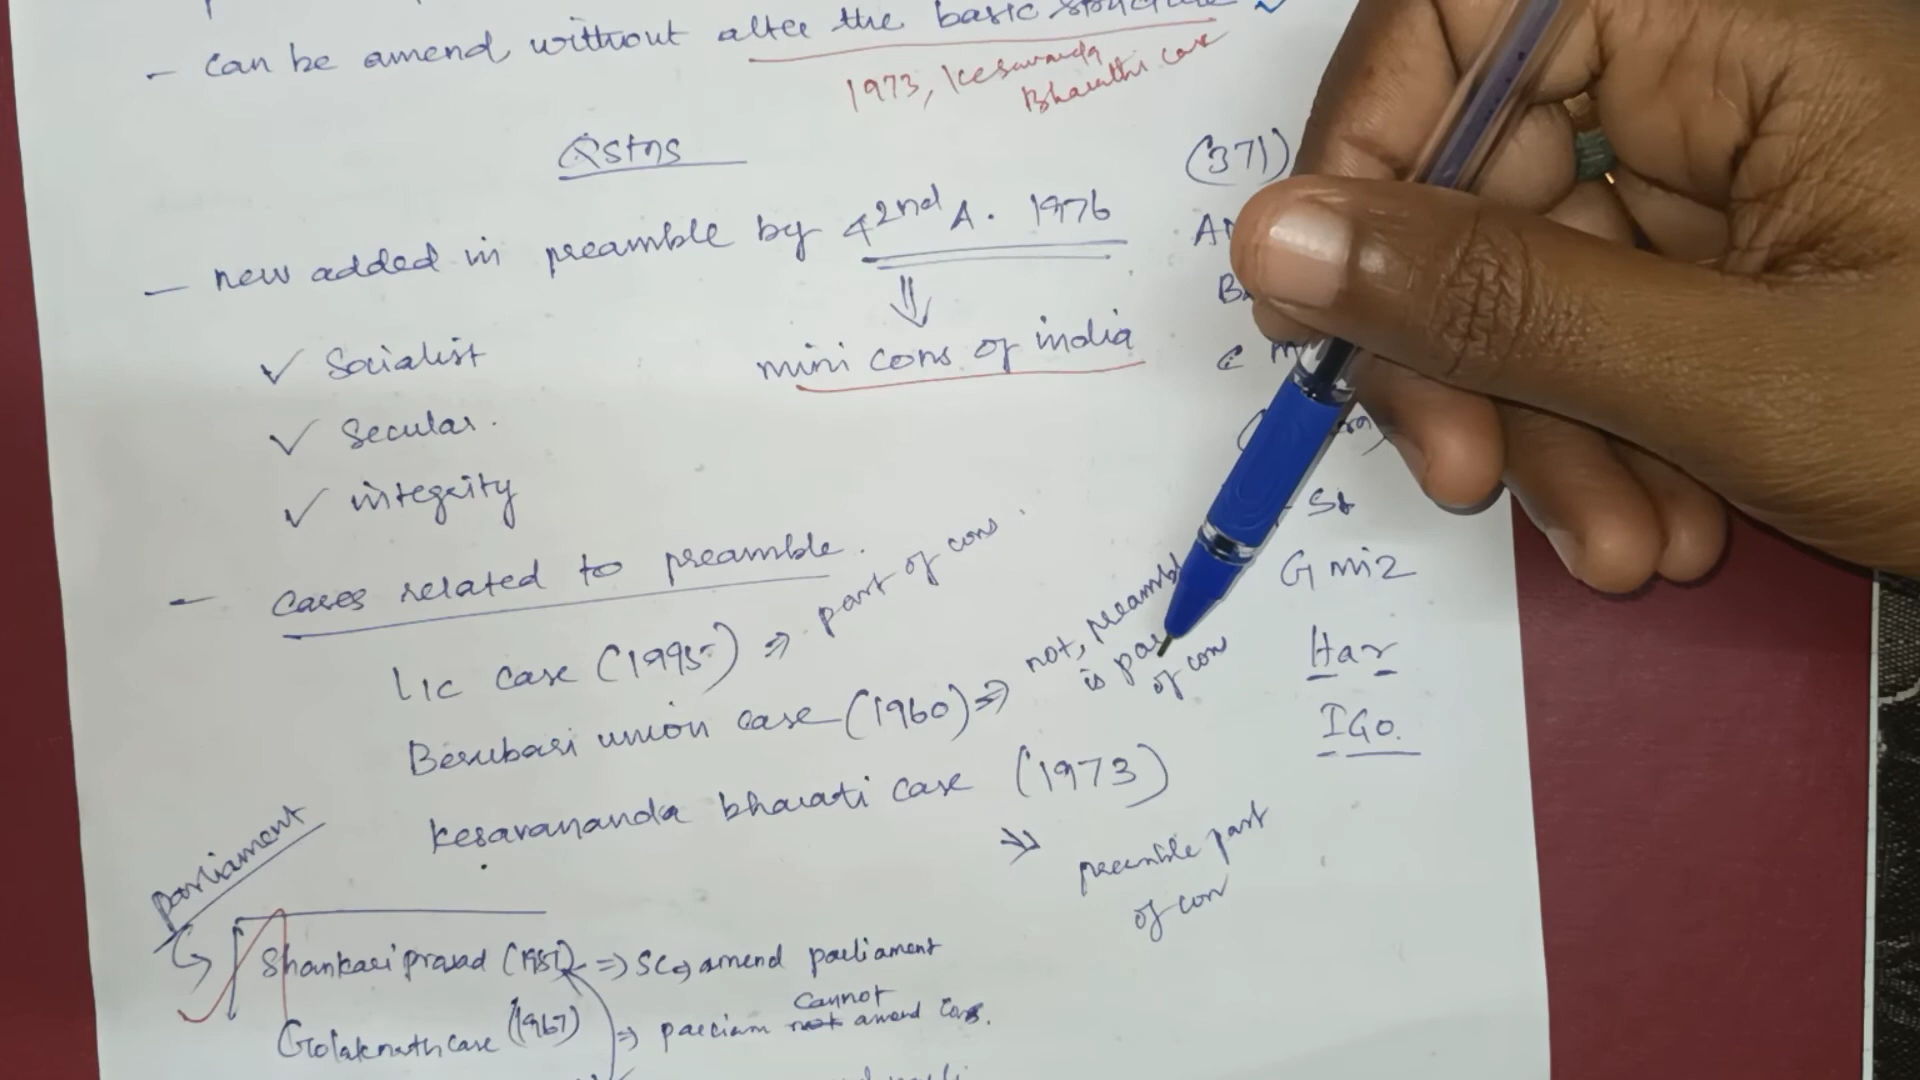 - can be amend without alter the basic structure
1973, Kesavanda
Bharathi case
Qstns
- new added in preamble by 42nd A. 1976
mini cons of india
✓ Socialist
✓ Secular.
✓ integrity
- cases related to preamble.
LIC case (1995) => part of cons.
Berubari union case (1960) => not, preamble
is part
of con
Kesavananda bharati case (1973)
=> preamble part
of con
Parliament
Shankari prasad (1951) => SC, amend parliament
Golaknath case (1967) => parliam cannot amend Cons.
(371)
G miz
Har
I Go.